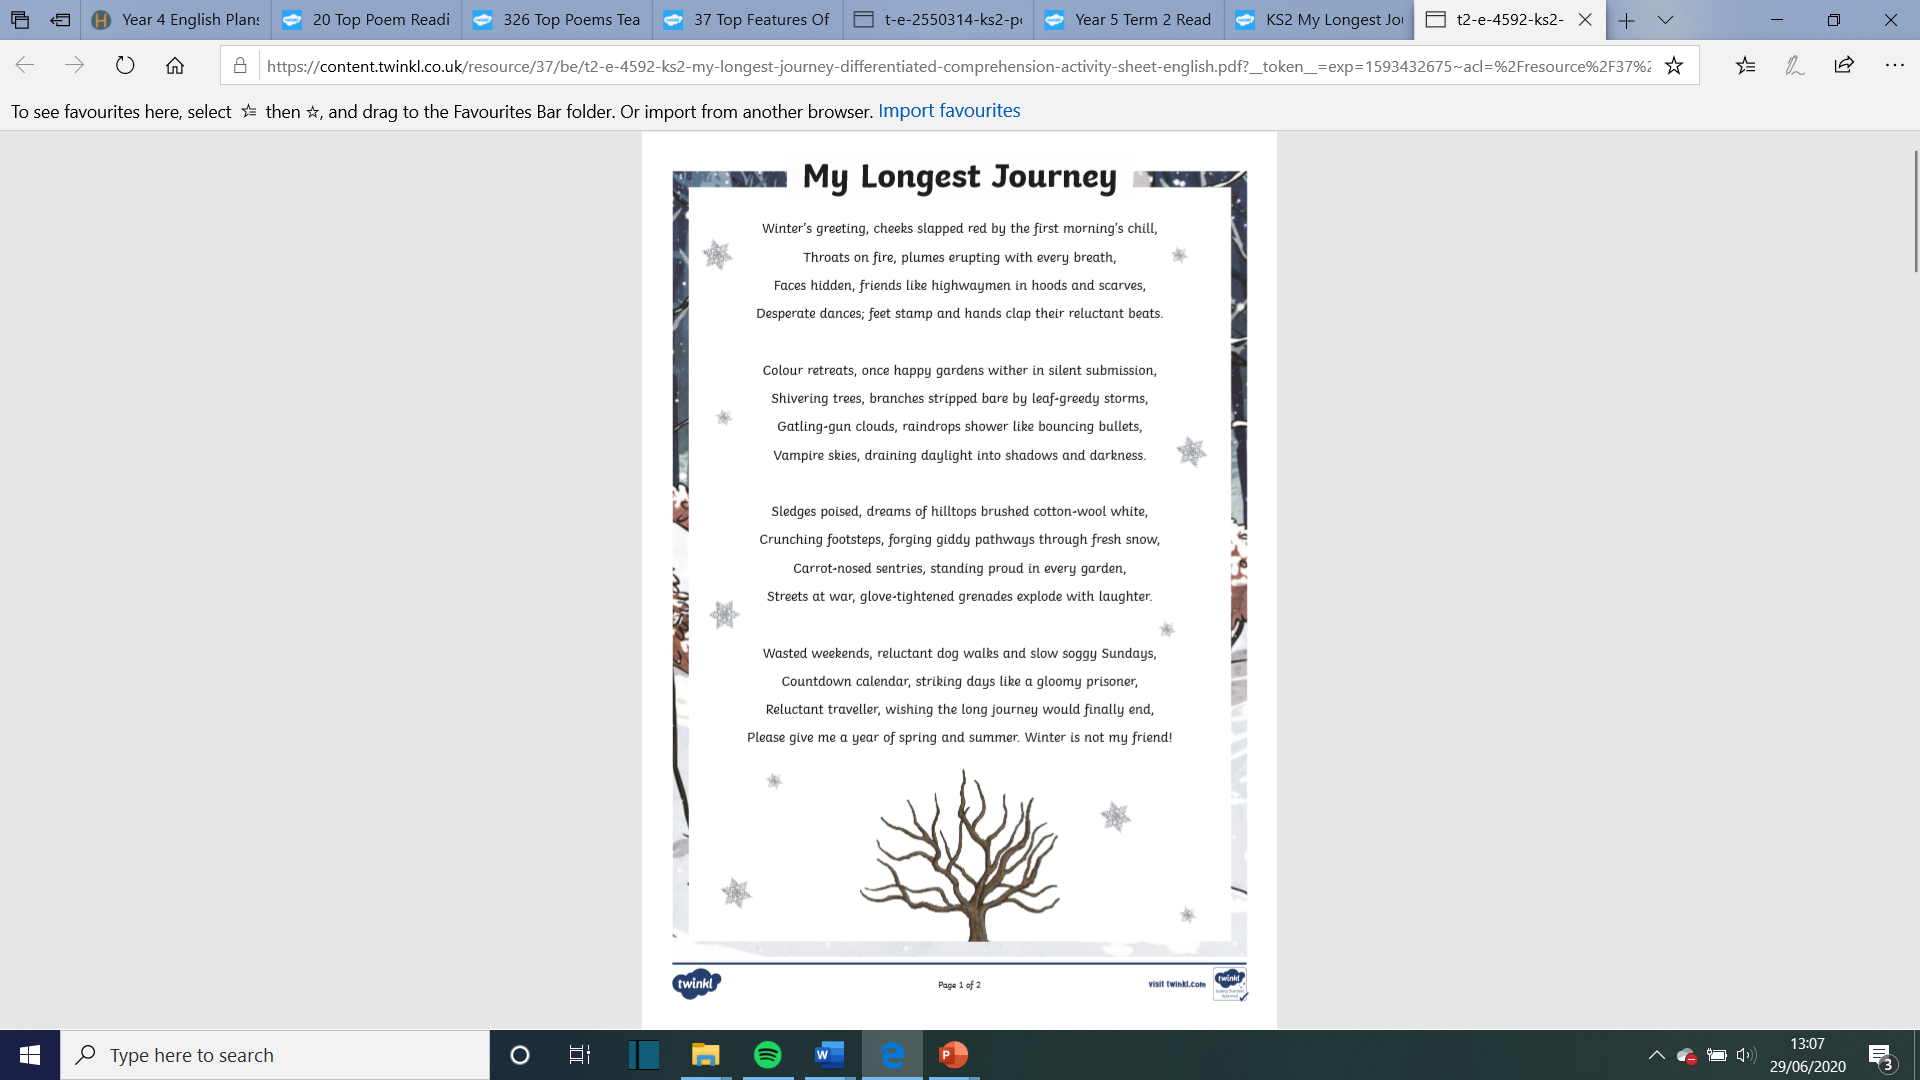 Year 4 English Plans
20 Top Poem Readi
326 Top Poems Tea
37 Top Features Of
t-e-2550314-ks2-po
Year 5 Term 2 Read
KS2 My Longest Jou
t2-e-4592-ks2-
https://content.twinkl.co.uk/resource/37/be/t2-e-4592-ks2-my-longest-journey-differentiated-comprehension-activity-sheet-english.pdf?__token__=exp=1593432675~acl=%2Fresource%2F37%2
To see favourites here, select then ☆, and drag to the Favourites Bar folder. Or import from another browser. Import favourites
My Longest Journey
Winter's greeting, cheeks slapped red by the first morning's chill,
Throats on fire, plumes erupting with every breath,
Faces hidden, friends like highwaymen in hoods and scarves,
Desperate dances; feet stamp and hands clap their reluctant beats.
Colour retreats, once happy gardens wither in silent submission,
Shivering trees, branches stripped bare by leaf-greedy storms,
Gatling-gun clouds, raindrops shower like bouncing bullets,
Vampire skies, draining daylight into shadows and darkness.
Sledges poised, dreams of hilltops brushed cotton-wool white,
Crunching footsteps, forging giddy pathways through fresh snow,
Carrot-nosed sentries, standing proud in every garden,
Streets at war, glove-tightened grenades explode with laughter.
Wasted weekends, reluctant dog walks and slow soggy Sundays,
Countdown calendar, striking days like a gloomy prisoner,
Reluctant traveller, wishing the long journey would finally end,
Please give me a year of spring and summer. Winter is not my friend!
twinkl
Page 1 of 2
visit twinkl.com
twinkl
Type here to search
13:07
29/06/2020
3